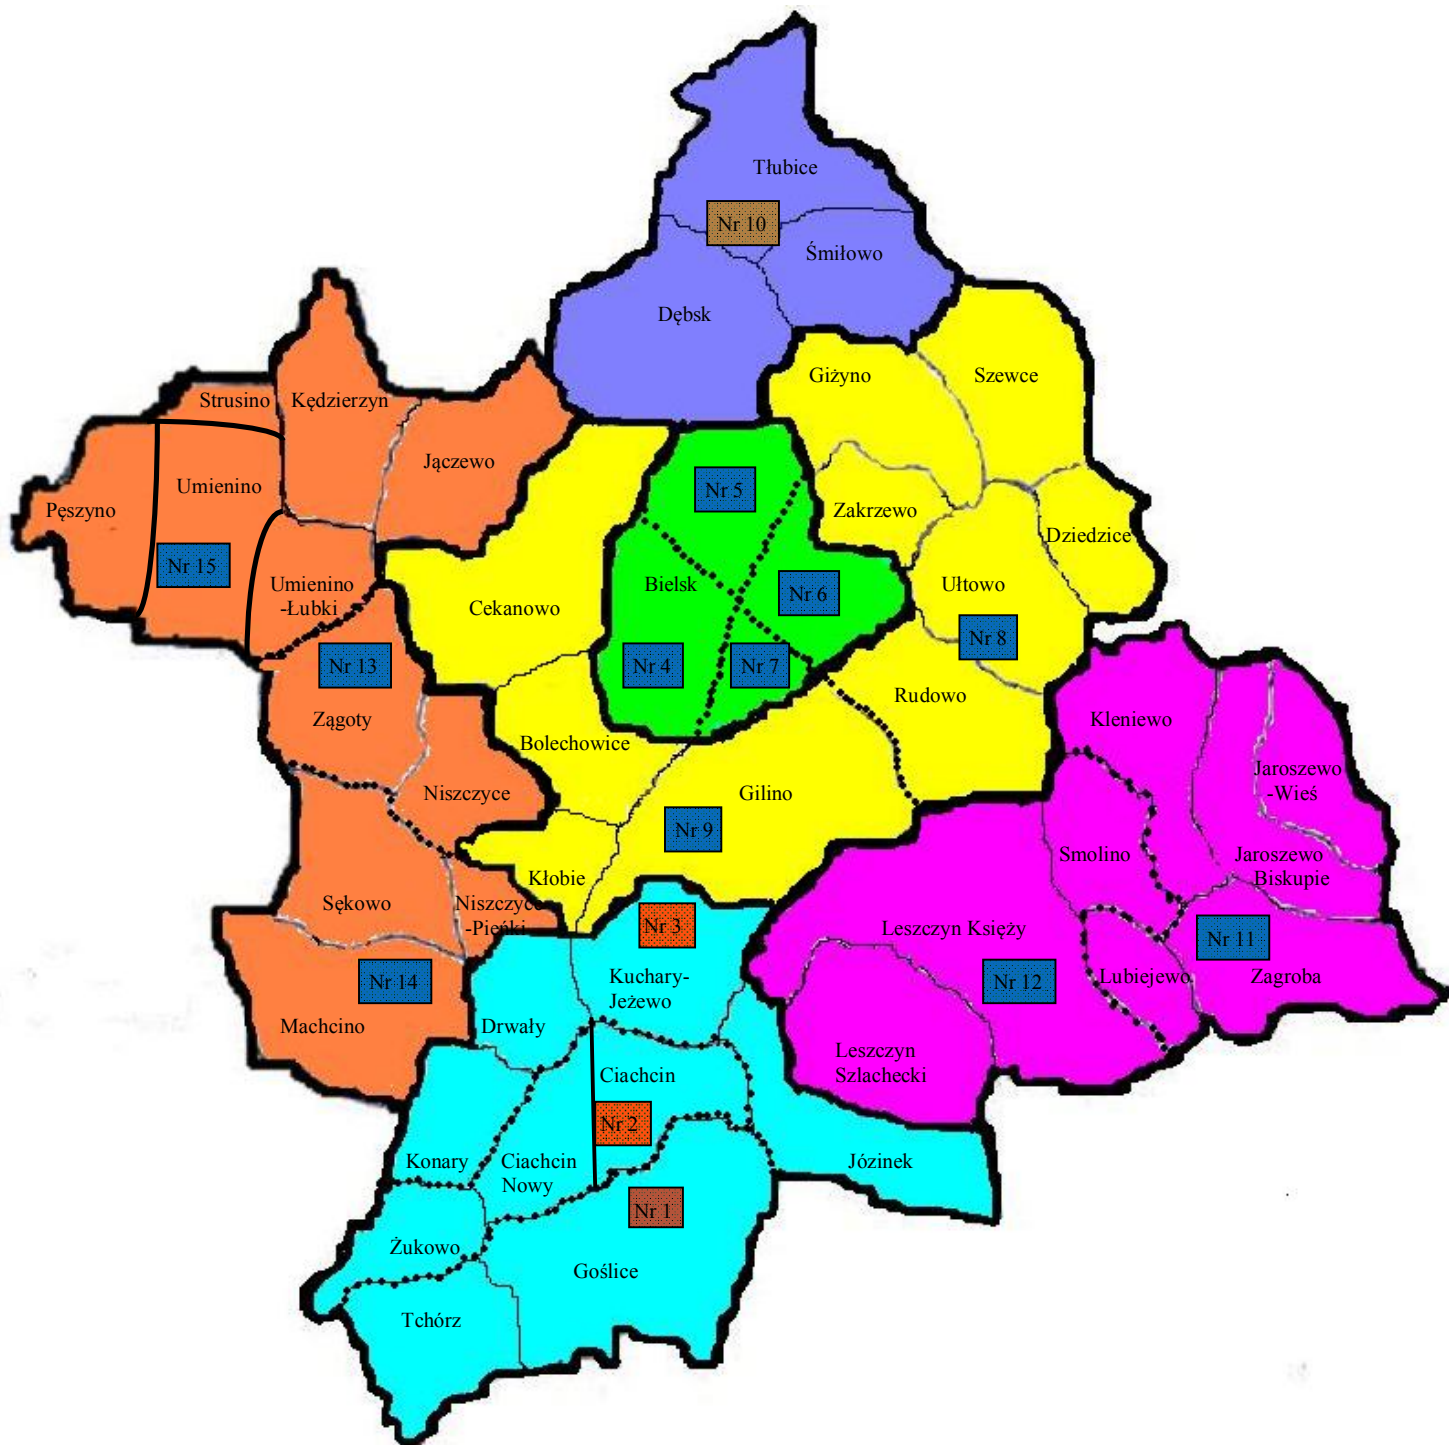 Tłubice
Nr 10
Śmiłowo
Dębsk
Giżyno
Szewce
Strusino
Kędzierzyn
Jączewo
Umienino
Nr 5
Pęszyno
Zakrzewo
Dziedzice
Nr 15
Umienino
-Łubki
Cekanowo
Bielsk
Nr 6
Ułtowo
Nr 8
Nr 13
Nr 4
Nr 7
Rudowo
Zągoty
Kleniewo
Bolechowice
Jaroszewo
-Wieś
Niszczyce
Gilino
Nr 9
Smolino
Jaroszewo
Biskupie
Kłobie
Sękowo
Niszczyce
-Pieńki
Nr 3
Leszczyn Księży
Nr 11
Nr 14
Kuchary-
Jeżewo
Nr 12
Lubiejewo
Zagroba
Machcino
Drwały
Leszczyn
Szlachecki
Ciachcin
Nr 2
Konary
Ciachcin
Nowy
Józinek
Nr 1
Żukowo
Goślice
Tchórz